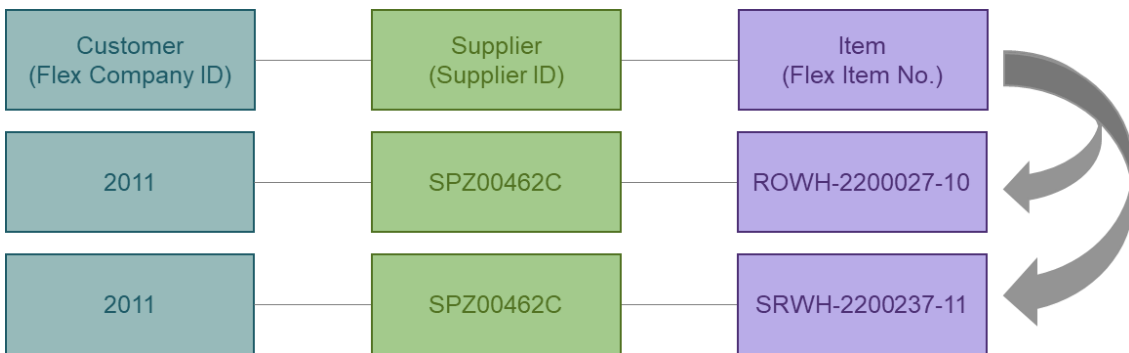 Customer
(Flex Company ID)
Supplier
(Supplier ID)
Item
(Flex Item No.)
2011
SPZ00462C
ROWH-2200027-10
2011
SPZ00462C
SRWH-2200237-11